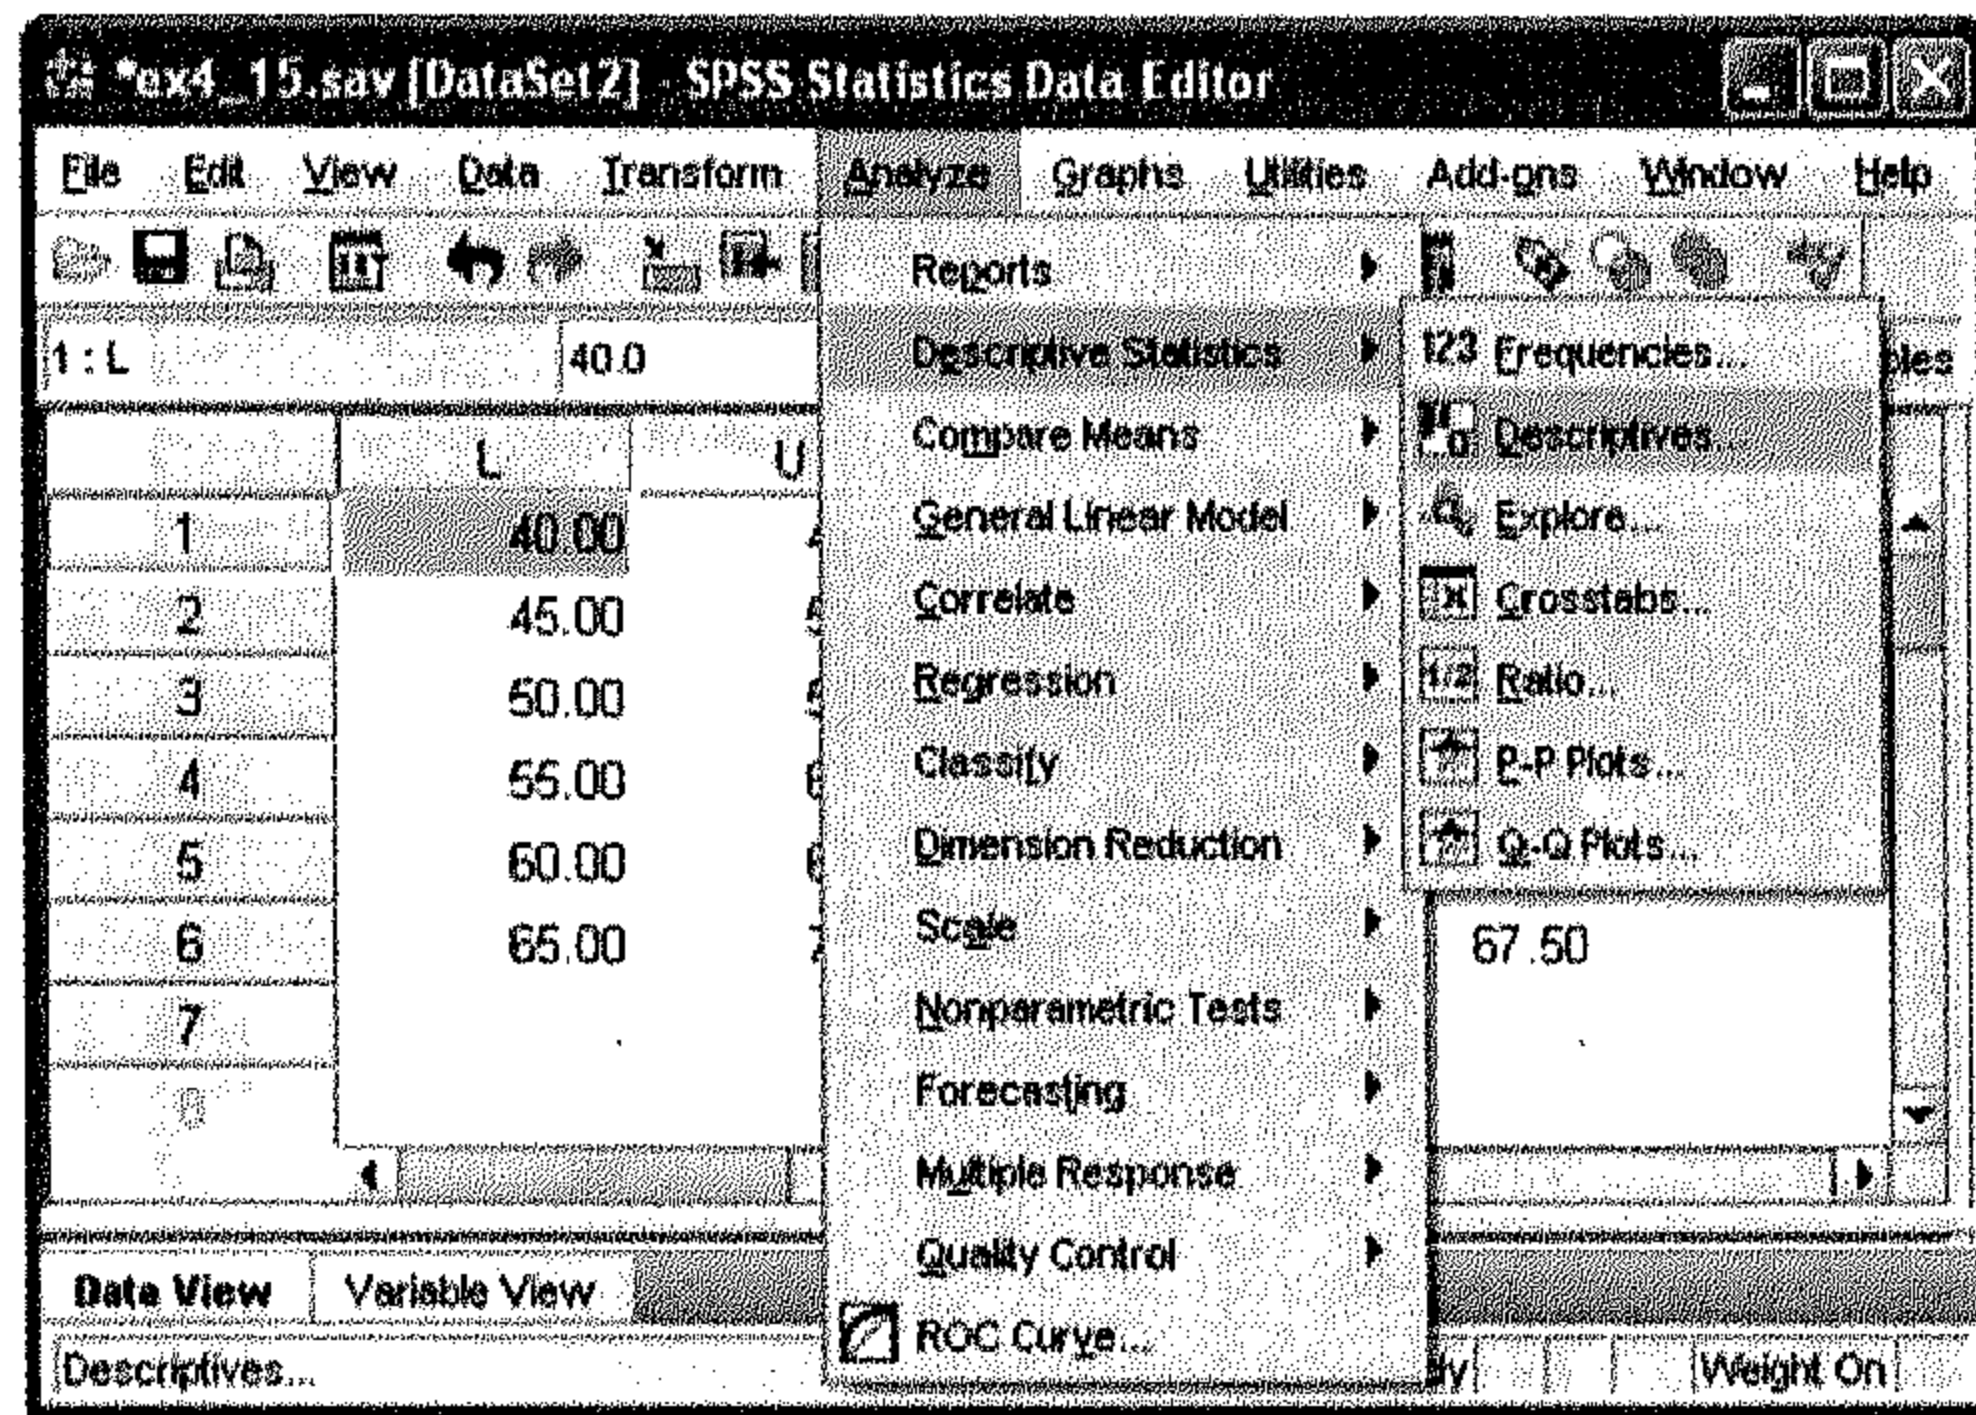 *ex4_15.sav [DataSet2] - SPSS Statistics Data Editor
File Edit View Data Transform Analyze Graphs Utilities Add-ons Window Help
Reports
1 : L 40.0
Descriptive Statistics
123 Frequencies...
Descriptives...
Explore...
Crosstabs...
1/2 Ratio...
P-P Plots...
Q-Q Plots...
Compare Means
General Linear Model
Correlate
Regression
Classify
Dimension Reduction
Scale
Nonparametric Tests
Forecasting
Multiple Response
Quality Control
ROC Curve...
L U
1 40.00
2 45.00
3 50.00
4 55.00
5 60.00
6 65.00 67.50
7
8
Data View Variable View
Descriptives... Weight On